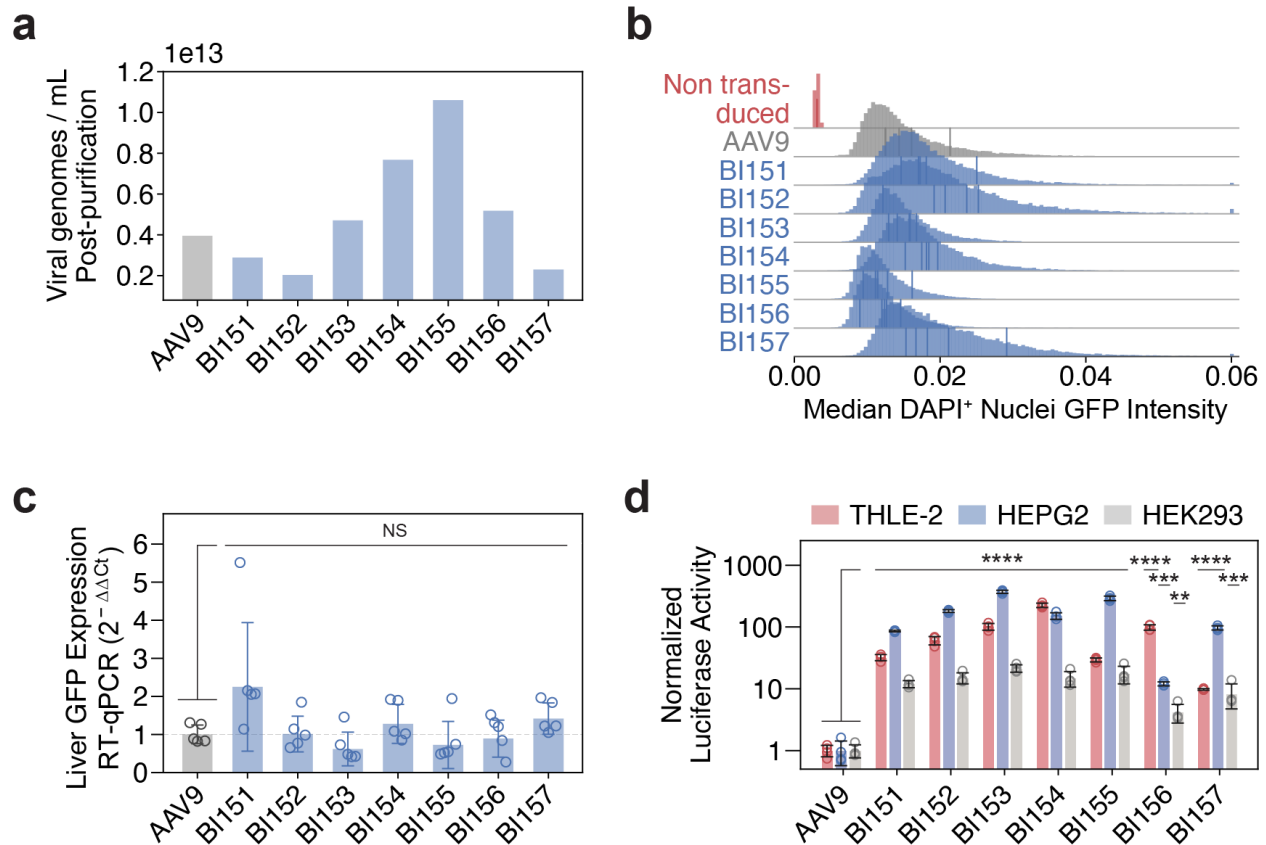 a
1e13
Viral genomes / mL
Post-purification
1.2
1.0
0.8
0.6
0.4
0.2
AAV9
BI151
BI152
BI153
BI154
BI155
BI156
BI157
b
Non trans-
duced
AAV9
BI151
BI152
BI153
BI154
BI155
BI156
BI157
0.00
0.02
0.04
0.06
Median DAPI⁺ Nuclei GFP Intensity
c
Liver GFP Expression
RT-qPCR (2⁻ΔΔCt)
NS
6
5
4
3
2
1
0
AAV9
BI151
BI152
BI153
BI154
BI155
BI156
BI157
d
THLE-2
HEPG2
HEK293
Normalized
Luciferase Activity
1000
100
10
1
****
****
***
**
****
***
AAV9
BI151
BI152
BI153
BI154
BI155
BI156
BI157